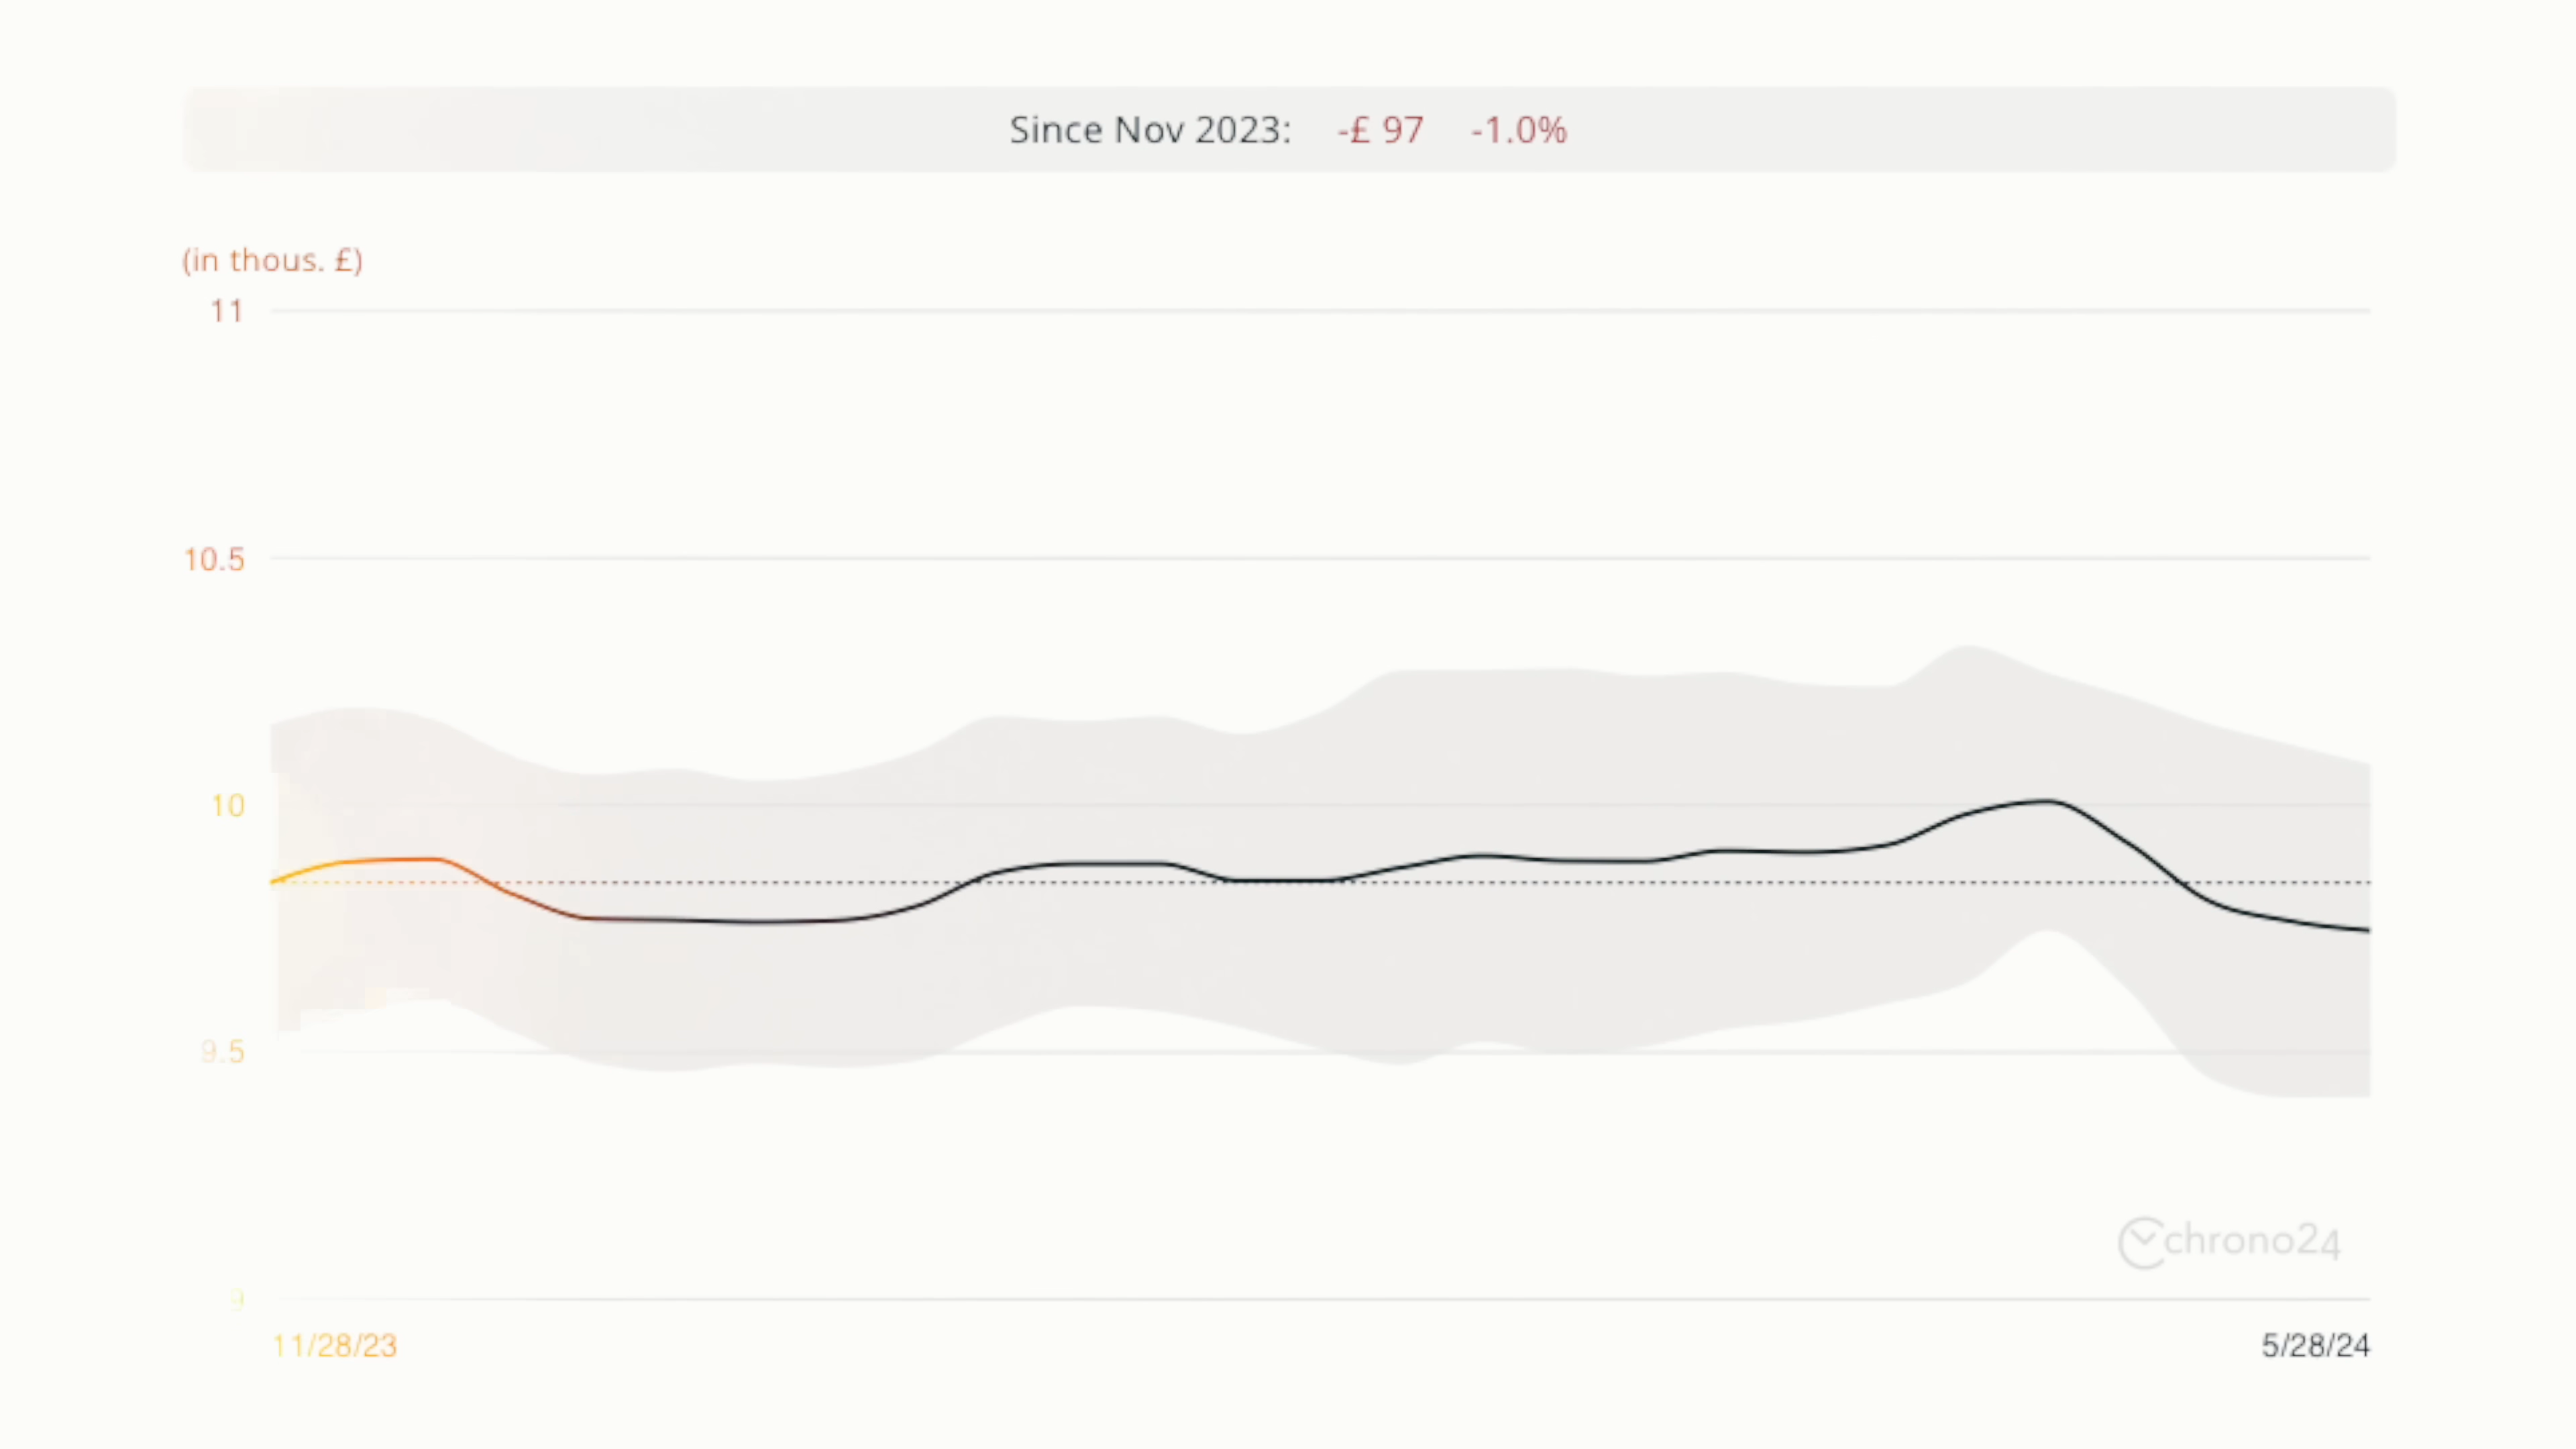 Since Nov 2023: -£ 97 -1.0%
(in thous. £)
11
10.5
10
9.5
9
chrono24
11/28/23 5/28/24